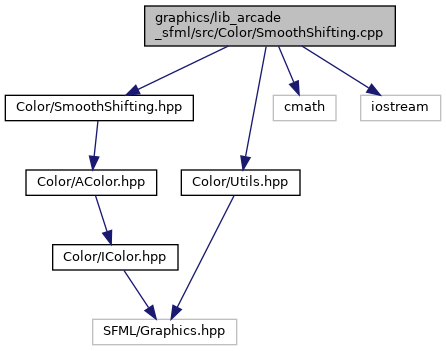 graphics/lib_arcade
_sfml/src/Color/SmoothShifting.cpp
Color/SmoothShifting.hpp
cmath
iostream
Color/AColor.hpp
Color/Utils.hpp
Color/IColor.hpp
SFML/Graphics.hpp